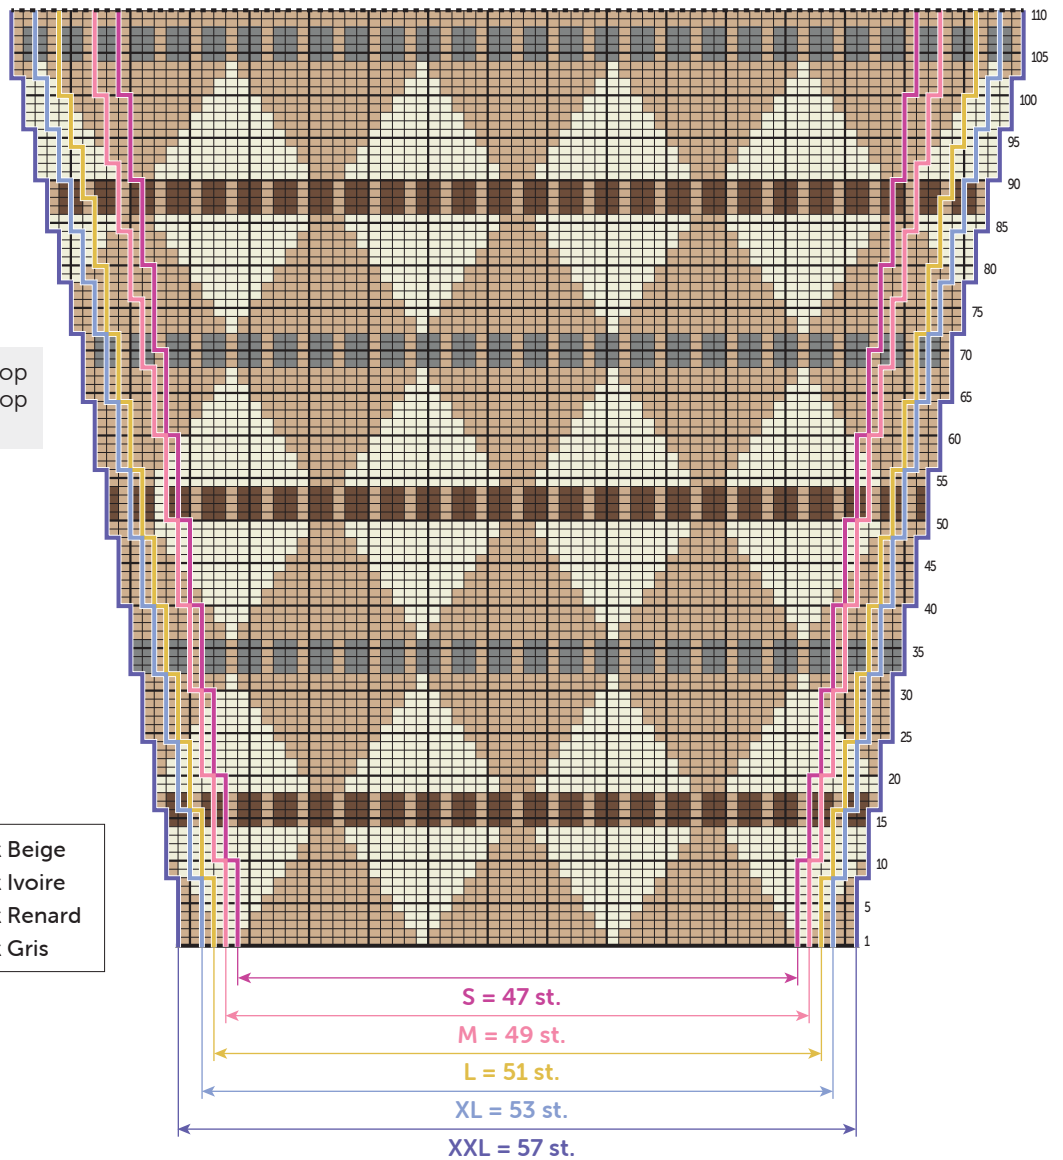 110
105
100
95
90
85
80
75
70
op
65
op
60
55
50
45
40
35
30
25
20
15
Beige
10
Ivoire
5
Renard
1
Gris
S = 47 st.
M = 49 st.
L = 51 st.
XL = 53 st.
XXL = 57 st.